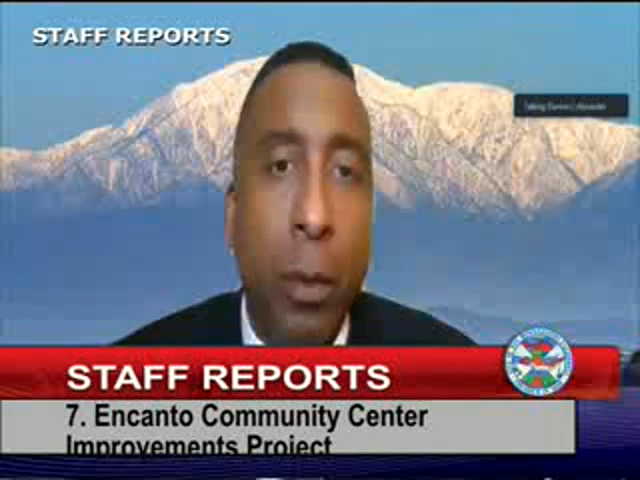 STAFF REPORTS
STAFF REPORTS
7. Encanto Community Center
Improvements Project